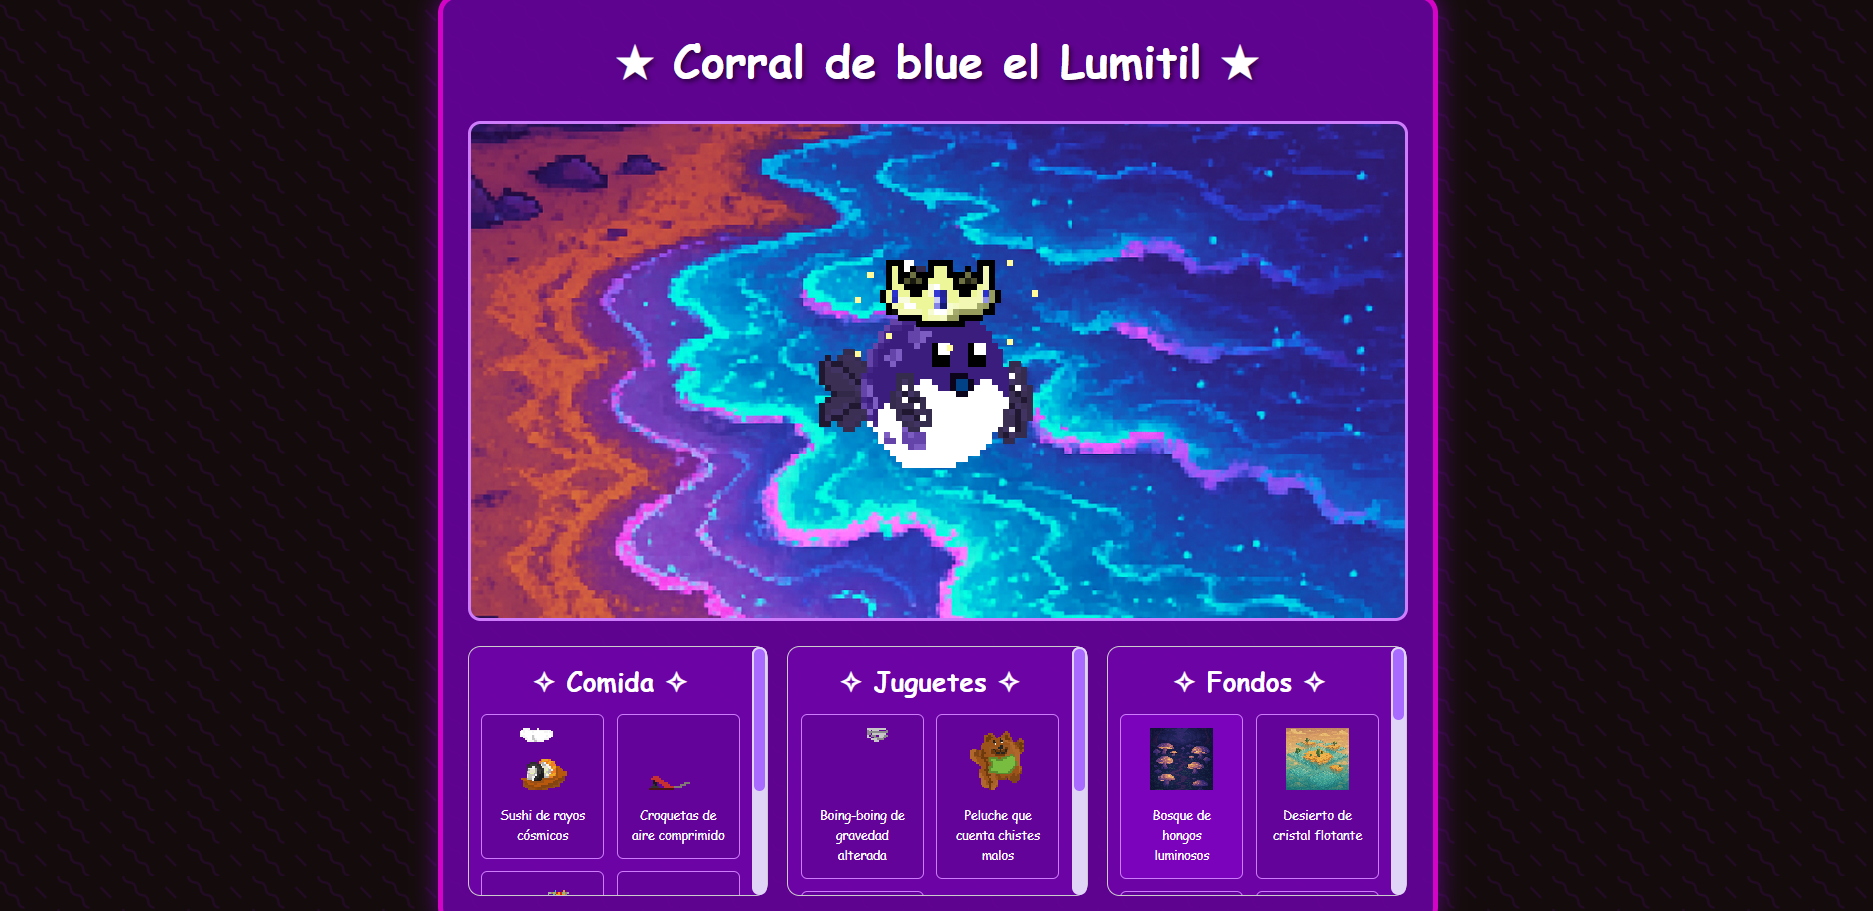 ★ Corral de blue el Lumitil ★
✧ Comida ✧
Sushi de rayos
cósmicos
Croquetas de
aire comprimido
✧ Juguetes ✧
Boing-boing de
gravedad
alterada
Peluche que
cuenta chistes
malos
✧ Fondos ✧
Bosque de
hongos
luminosos
Desierto de
cristal flotante